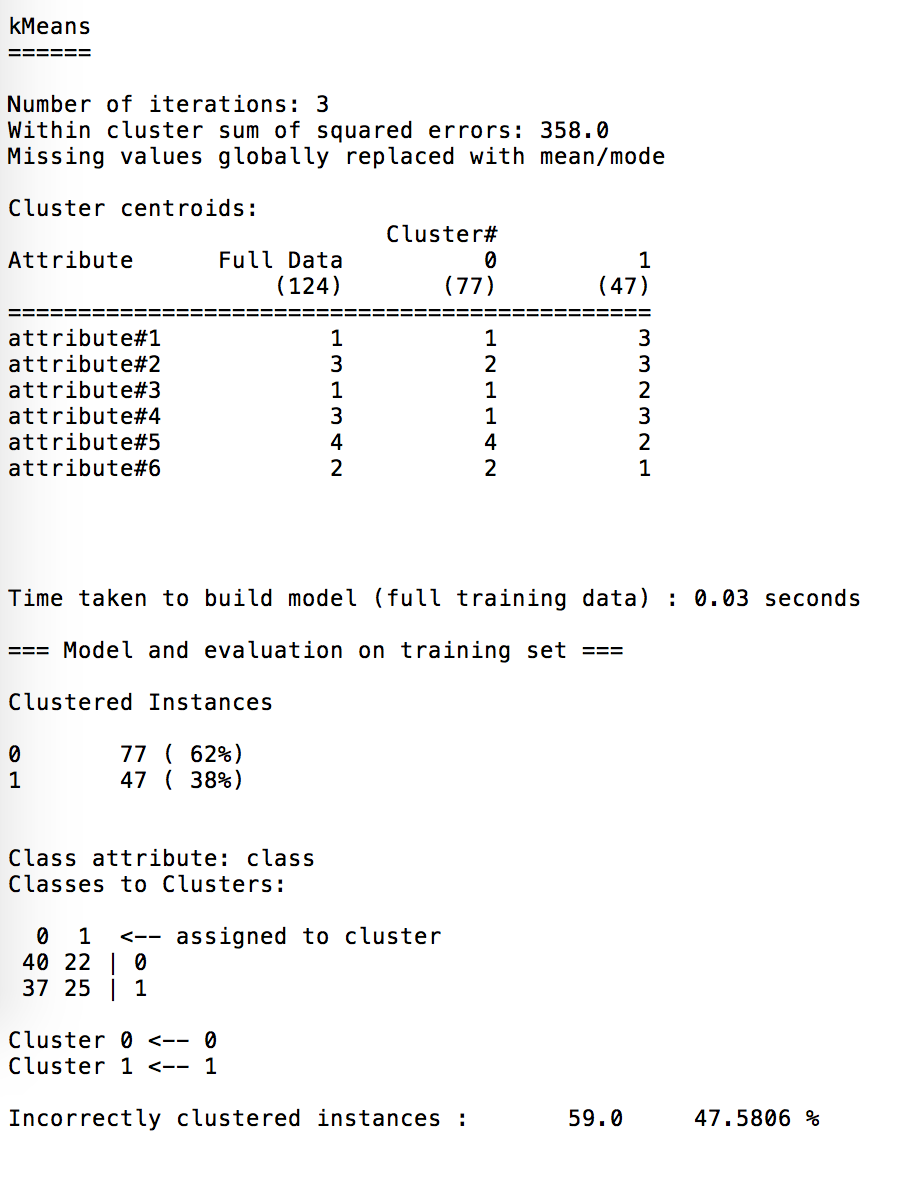 kMeans
======
Number of iterations: 3
Within cluster sum of squared errors: 358.0
Missing values globally replaced with mean/mode
Cluster centroids:
Cluster#
Attribute Full Data 0 1
(124) (77) (47)
==============================================
attribute#1 1 1 3
attribute#2 3 2 3
attribute#3 1 1 2
attribute#4 3 1 3
attribute#5 4 4 2
attribute#6 2 2 1
Time taken to build model (full training data) : 0.03 seconds
=== Model and evaluation on training set ===
Clustered Instances
0 77 ( 62%)
1 47 ( 38%)
Class attribute: class
Classes to Clusters:
0 1 <-- assigned to cluster
40 22 | 0
37 25 | 1
Cluster 0 <-- 0
Cluster 1 <-- 1
Incorrectly clustered instances : 59.0 47.5806 %